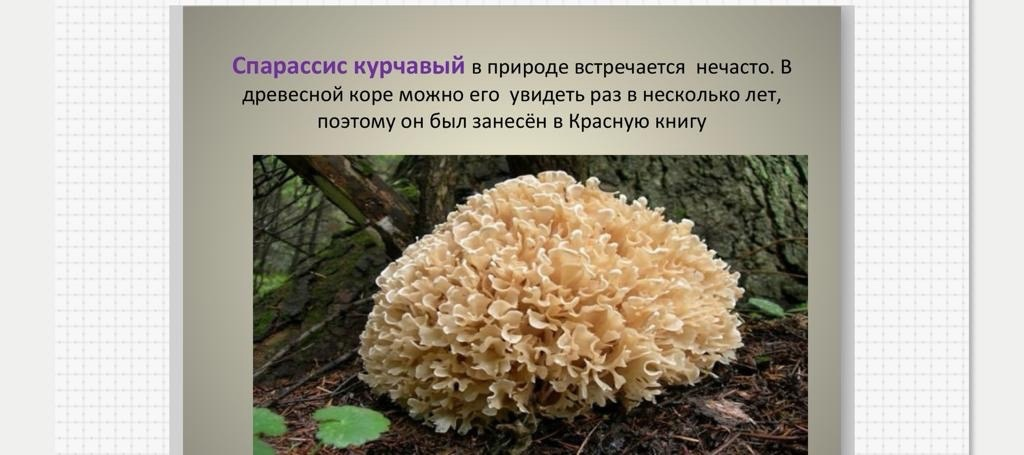 Спарассис курчавый в природе встречается нечасто. В
древесной коре можно его увидеть раз в несколько лет,
поэтому он был занесён в Красную книгу